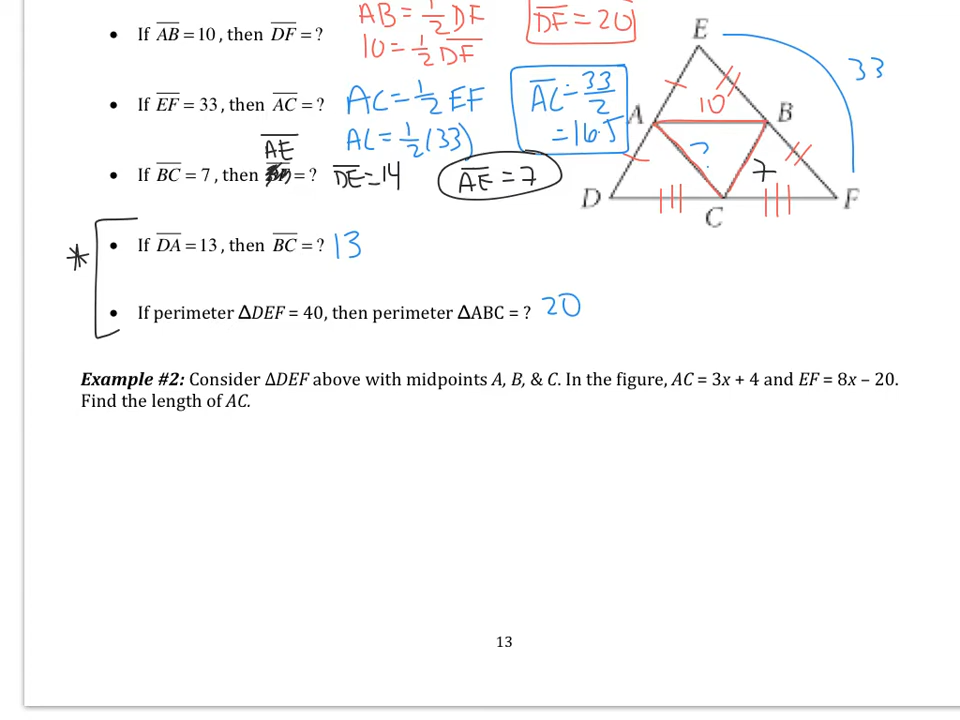 AB = 1/2 DF
DF = 20
• If AB = 10, then DF = ?
10 = 1/2 DF
E
33
• If EF = 33, then AC = ?
AC = 1/2 EF
AC = 33/2
= 16.5
AC = 1/2 (33)
10
A
B
?
AE
• If BC = 7, then = ?
DE = 14
AE = 7
7
D
C
F
* • If DA = 13, then BC = ? 13
• If perimeter ΔDEF = 40, then perimeter ΔABC = ? 20
Example #2: Consider ΔDEF above with midpoints A, B, & C. In the figure, AC = 3x + 4 and EF = 8x – 20.
Find the length of AC.
13